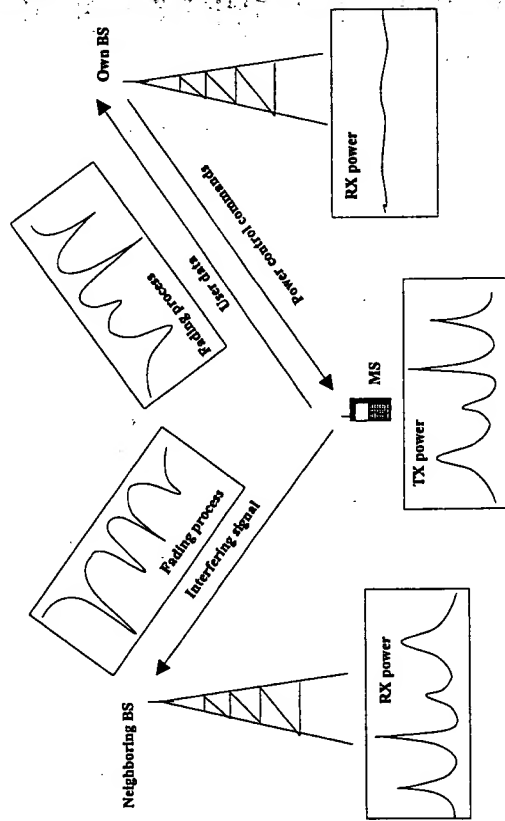 Own BS
RX power
Fading process
User data
Power control commands
MS
TX power
Fading process
Interfering signal
Neighboring BS
RX power